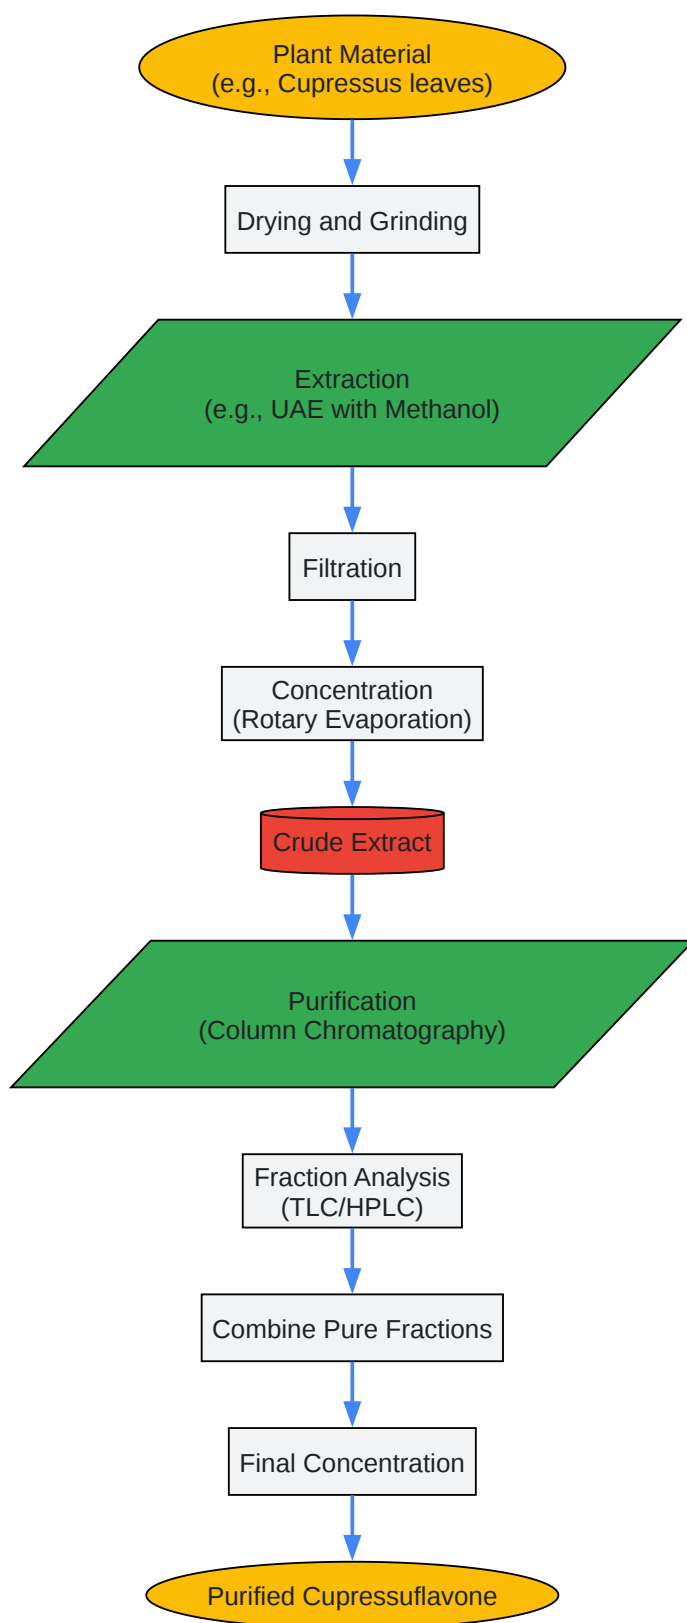 Plant Material
(e.g., Cupressus leaves)
Drying and Grinding
Extraction
(e.g., UAE with Methanol)
Filtration
Concentration
(Rotary Evaporation)
Crude Extract
Purification
(Column Chromatography)
Fraction Analysis
(TLC/HPLC)
Combine Pure Fractions
Final Concentration
Purified Cupressuflavone